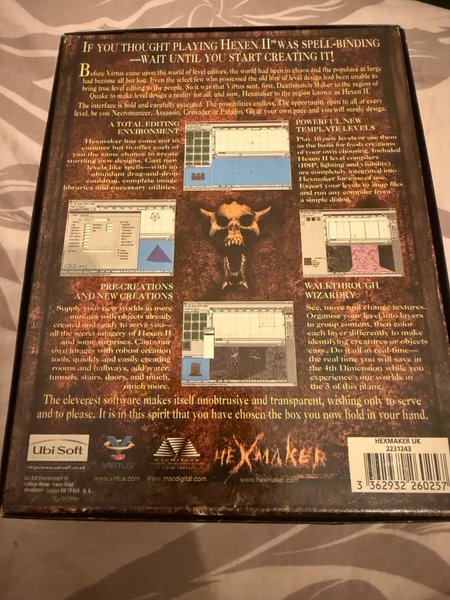 IF YOU THOUGHT PLAYING HEXEN II™ WAS SPELL-BINDING
—WAIT UNTIL YOU START CREATING IT!
Before Virtus came upon the world of level editors, the world had been in chaos and the populace at large
had become all but lost. Even the select few who possessed the old lore of level design had been unable to
bring true level editing to the people. So it was that Virtus sent, first, Deathmatch Maker to the region of
Quake to make level design a reality for all, and now, Hexmaker to the region known as Hexen II.
The interface is bold and carefully executed. The possibilities endless. The opportunity open to all at every
level, be you Necromancer, Assassin, Crusader or Paladin. Go at your own pace and you will surely design.
A TOTAL EDITING
ENVIRONMENT
Hexmaker has come not to
conquer but to offer each of
you the same chance to create
startling new designs. Cast new
levels like spells—with an
abundant drag-and-drop
cauldron, complete image
libraries and necessary utilities.
POWERFUL NEW
TEMPLATE LEVELS
Play 10 new levels or use them
as the basis for fresh creations
of your own choosing. Included
Hexen II level compilers
(BSP, lighting and visibility)
are completely integrated into
Hexmaker for ease of use.
Export your levels to .map files
and run any compiler from
a simple dialog.
PRE-CREATIONS
AND NEW CREATIONS
Supply your new worlds in mere
minutes with objects already
created and ready to serve you—
all the secret imagery of Hexen II
and some surprises. Cast your
own images with robust creation
tools, quickly and easily creating
rooms and hallways, add water,
tunnels, stairs, doors, and much,
much more.
WALKTHROUGH
WIZARDRY
See, move and change textures.
Organise your level into layers
to group content, then color
each layer differently to make
identifying creatures or objects
easy. Do it all in real-time—
the real time you will save in
the 4th Dimension while you
experience your worlds in
the 3 of this plane.
The cleverest software makes itself unobtrusive and transparent, wishing only to serve
and to please. It is in this spirit that you have chosen the box you now hold in your hand.
Ubi Soft
VIRTUS
HEXMAKER
HEXMAKER UK
2231243
http://www.ubisoft.co.uk
www.virtus.com
www.macdigital.com
www.hexmaker.com
3 362932 260257